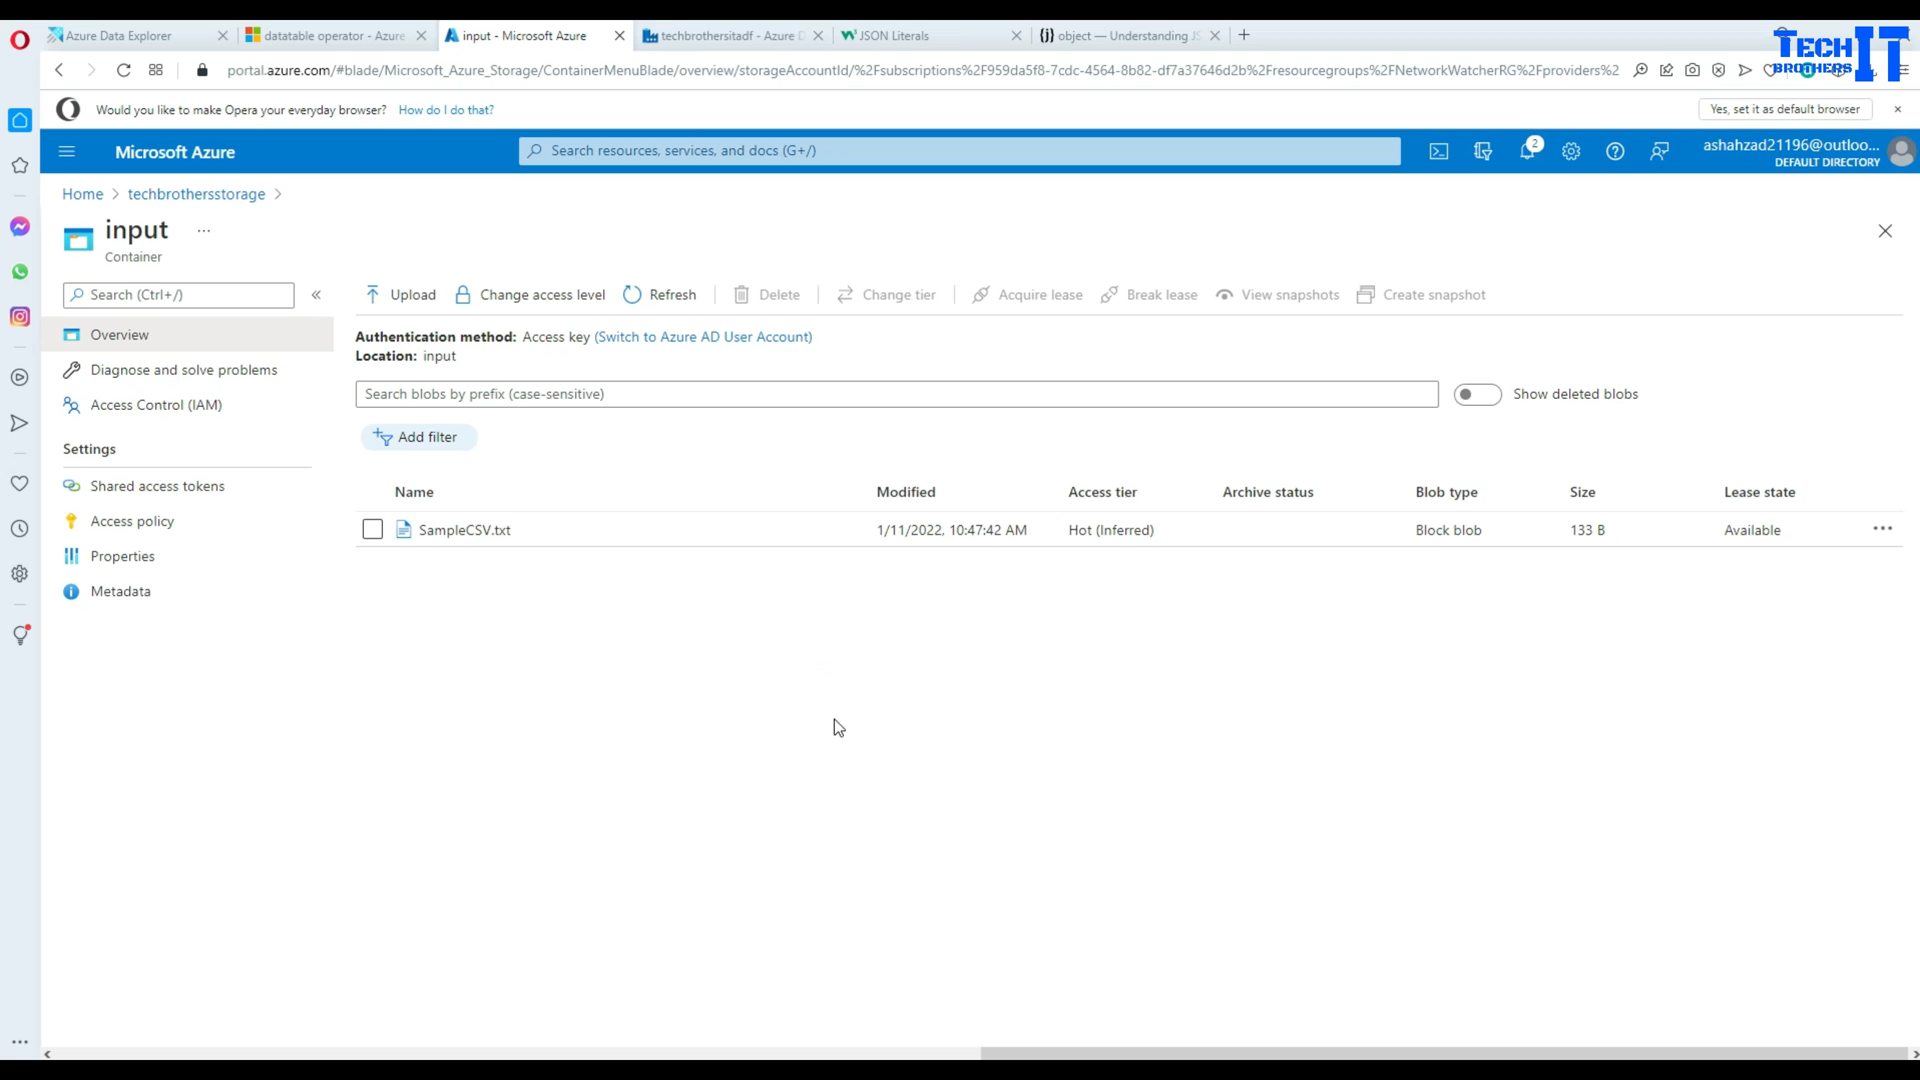 Azure Data Explorer
datatable operator - Azure
input - Microsoft Azure
techbrothersitadf - Azure D
JSON Literals
object — Understanding JS
TECH IT
BROTHERS
portal.azure.com/#blade/Microsoft_Azure_Storage/ContainerMenuBlade/overview/storageAccountId/%2Fsubscriptions%2F959da5f8-7cdc-4564-8b82-df7a37646d2b%2Fresourcegroups%2FNetworkWatcherRG%2Fproviders%2
Would you like to make Opera your everyday browser? How do I do that?
Yes, set it as default browser
Microsoft Azure
Search resources, services, and docs (G+/)
2
ashahzad21196@outloo...
DEFAULT DIRECTORY
Home > techbrothersstorage >
input ...
Container
Search (Ctrl+/)
«
Upload
Change access level
Refresh
Delete
Change tier
Acquire lease
Break lease
View snapshots
Create snapshot
Overview
Diagnose and solve problems
Access Control (IAM)
Settings
Shared access tokens
Access policy
Properties
Metadata
Authentication method: Access key (Switch to Azure AD User Account)
Location: input
Search blobs by prefix (case-sensitive)
Show deleted blobs
Add filter
Name Modified Access tier Archive status Blob type Size Lease state
SampleCSV.txt 1/11/2022, 10:47:42 AM Hot (Inferred) Block blob 133 B Available ...